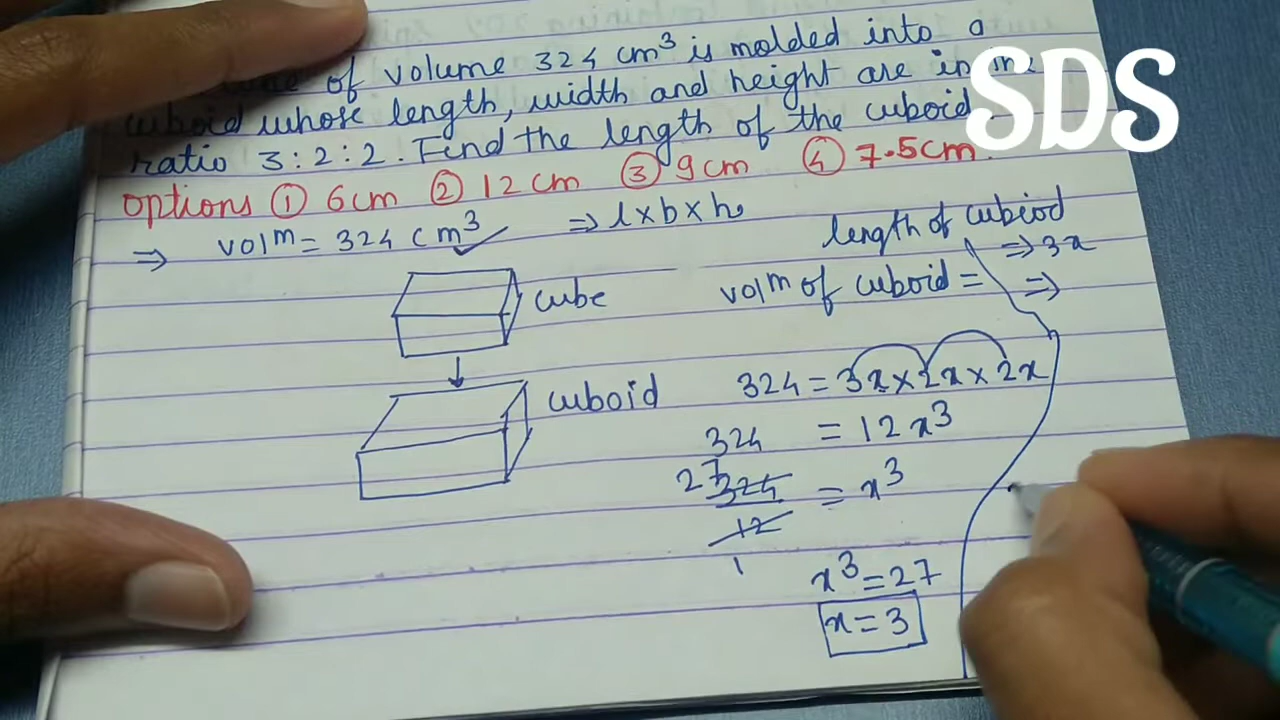 of volume 324 cm³ is molded into a
cuboid whose length, width and height are in
ratio 3:2:2. Find the length of the cuboid.
options ① 6cm ② 12 cm ③ 9cm ④ 7.5cm.
⇒ volm = 324 cm³ ✓ ⇒ l×b×h
length of cubiod
⇒ 3x
cube
volm of cuboid = ⇒
cuboid
324 = 3x×2x×2x
324 = 12x³
27
324 = x³
12
1
x³ = 27
x = 3
SDS